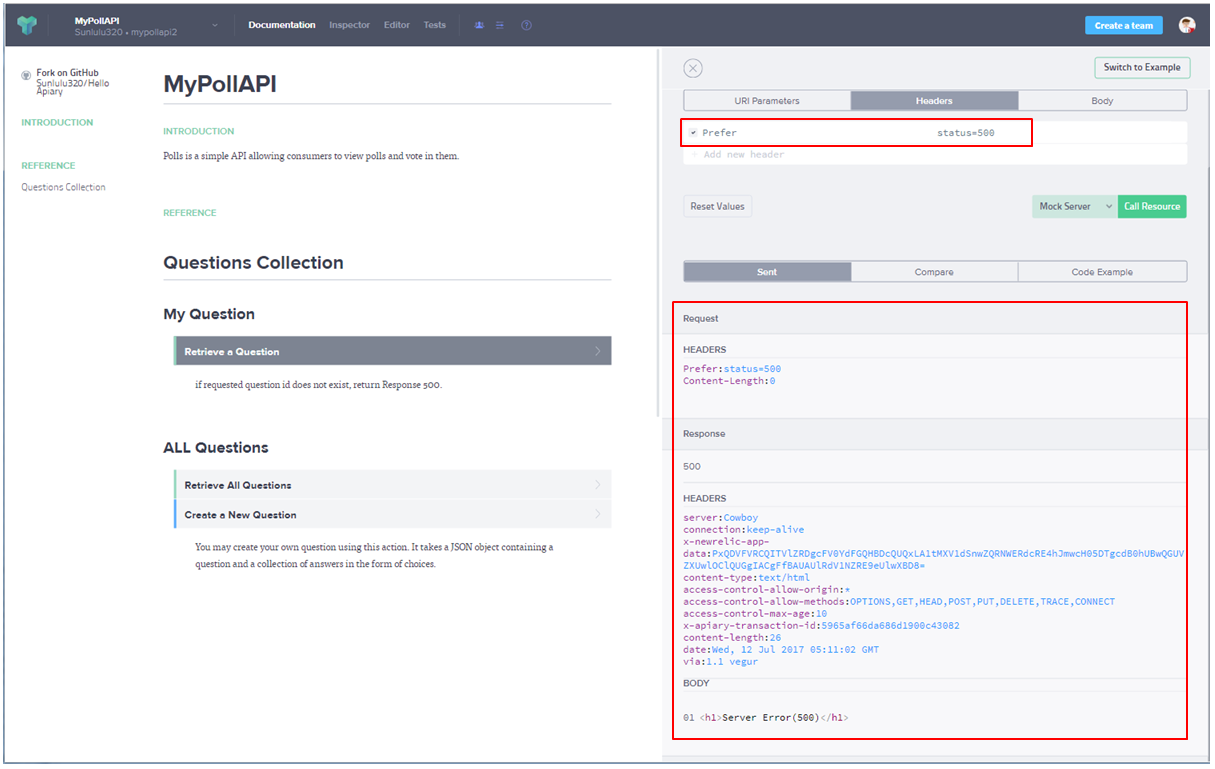 MyPollAPI
Sunlulu320 • mypollapi2
Documentation
Inspector
Editor
Tests
?
Create a team
Fork on GitHub
Sunlulu320/Hello
Apiary
INTRODUCTION
REFERENCE
Questions Collection
MyPollAPI
INTRODUCTION
Polls is a simple API allowing consumers to view polls and vote in them.
REFERENCE
Questions Collection
My Question
Retrieve a Question
if requested question id does not exist, return Response 500.
ALL Questions
Retrieve All Questions
Create a New Question
You may create your own question using this action. It takes a JSON object containing a
question and a collection of answers in the form of choices.
Switch to Example
URI Parameters
Headers
Body
Prefer
status=500
Add new header
Reset Values
Mock Server
Call Resource
Sent
Compare
Code Example
Request
HEADERS
Prefer:status=500
Content-Length:0
Response
500
HEADERS
server:Cowboy
connection:keep-alive
x-newrelic-app-
content-type:text/html
access-control-allow-origin:*
access-control-allow-methods:OPTIONS,GET,HEAD,POST,PUT,DELETE,TRACE,CONNECT
access-control-max-age:10
x-apiary-transaction-id:5965af66da686d1900c43082
content-length:26
date:Wed, 12 Jul 2017 05:11:02 GMT
via:1.1 vegur
BODY
01 <h1>Server Error(500)</h1>